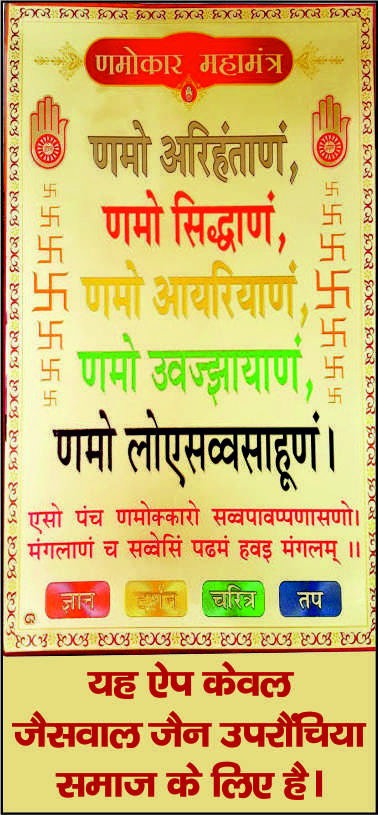 णमोकार महामंत्र
णमो अरिहंताणं,
णमो सिद्धाणं,
णमो आयरियाणं,
णमो उवज्झायाणं,
णमो लोएसव्वसाहूणं।
एसो पंच णमोक्कारो सव्वपावप्पणासणो।
मंगलाणं च सव्वेसिं पढमं हवइ मंगलम् ।।
ज्ञान दर्शन चरित्र तप
यह ऐप केवल
जैसवाल जैन उपरौंचिया
समाज के लिए है।